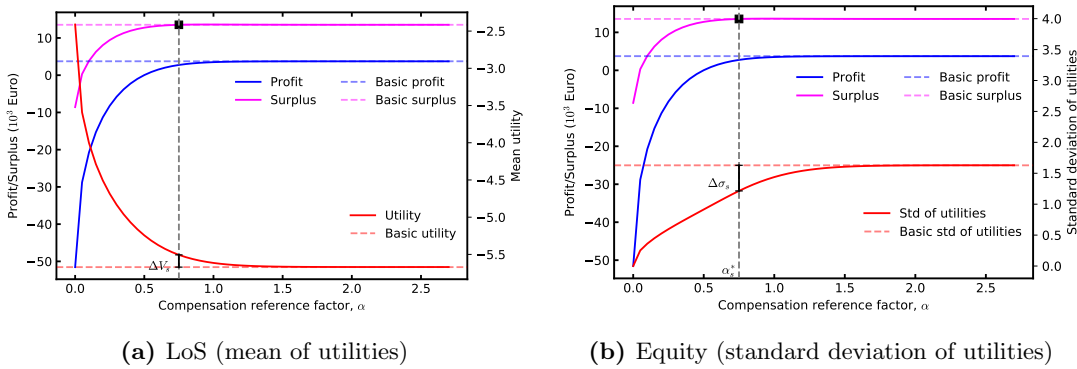 10
0
−10
−20
−30
−40
−50
Profit/Surplus (10³ Euro)
−2.5
−3.0
−3.5
−4.0
−4.5
−5.0
−5.5
Mean utility
Profit
Surplus
Basic profit
Basic surplus
Utility
Basic utility
ΔVₛ
0.0 0.5 1.0 1.5 2.0 2.5
Compensation reference factor, α
(a) LoS (mean of utilities)
10
0
−10
−20
−30
−40
−50
Profit/Surplus (10³ Euro)
4.0
3.5
3.0
2.5
2.0
1.5
1.0
0.5
0.0
Standard deviation of utilities
Profit
Surplus
Basic profit
Basic surplus
Δσₛ
Std of utilities
Basic std of utilities
αₛ*
0.0 0.5 1.0 1.5 2.0 2.5
Compensation reference factor, α
(b) Equity (standard deviation of utilities)